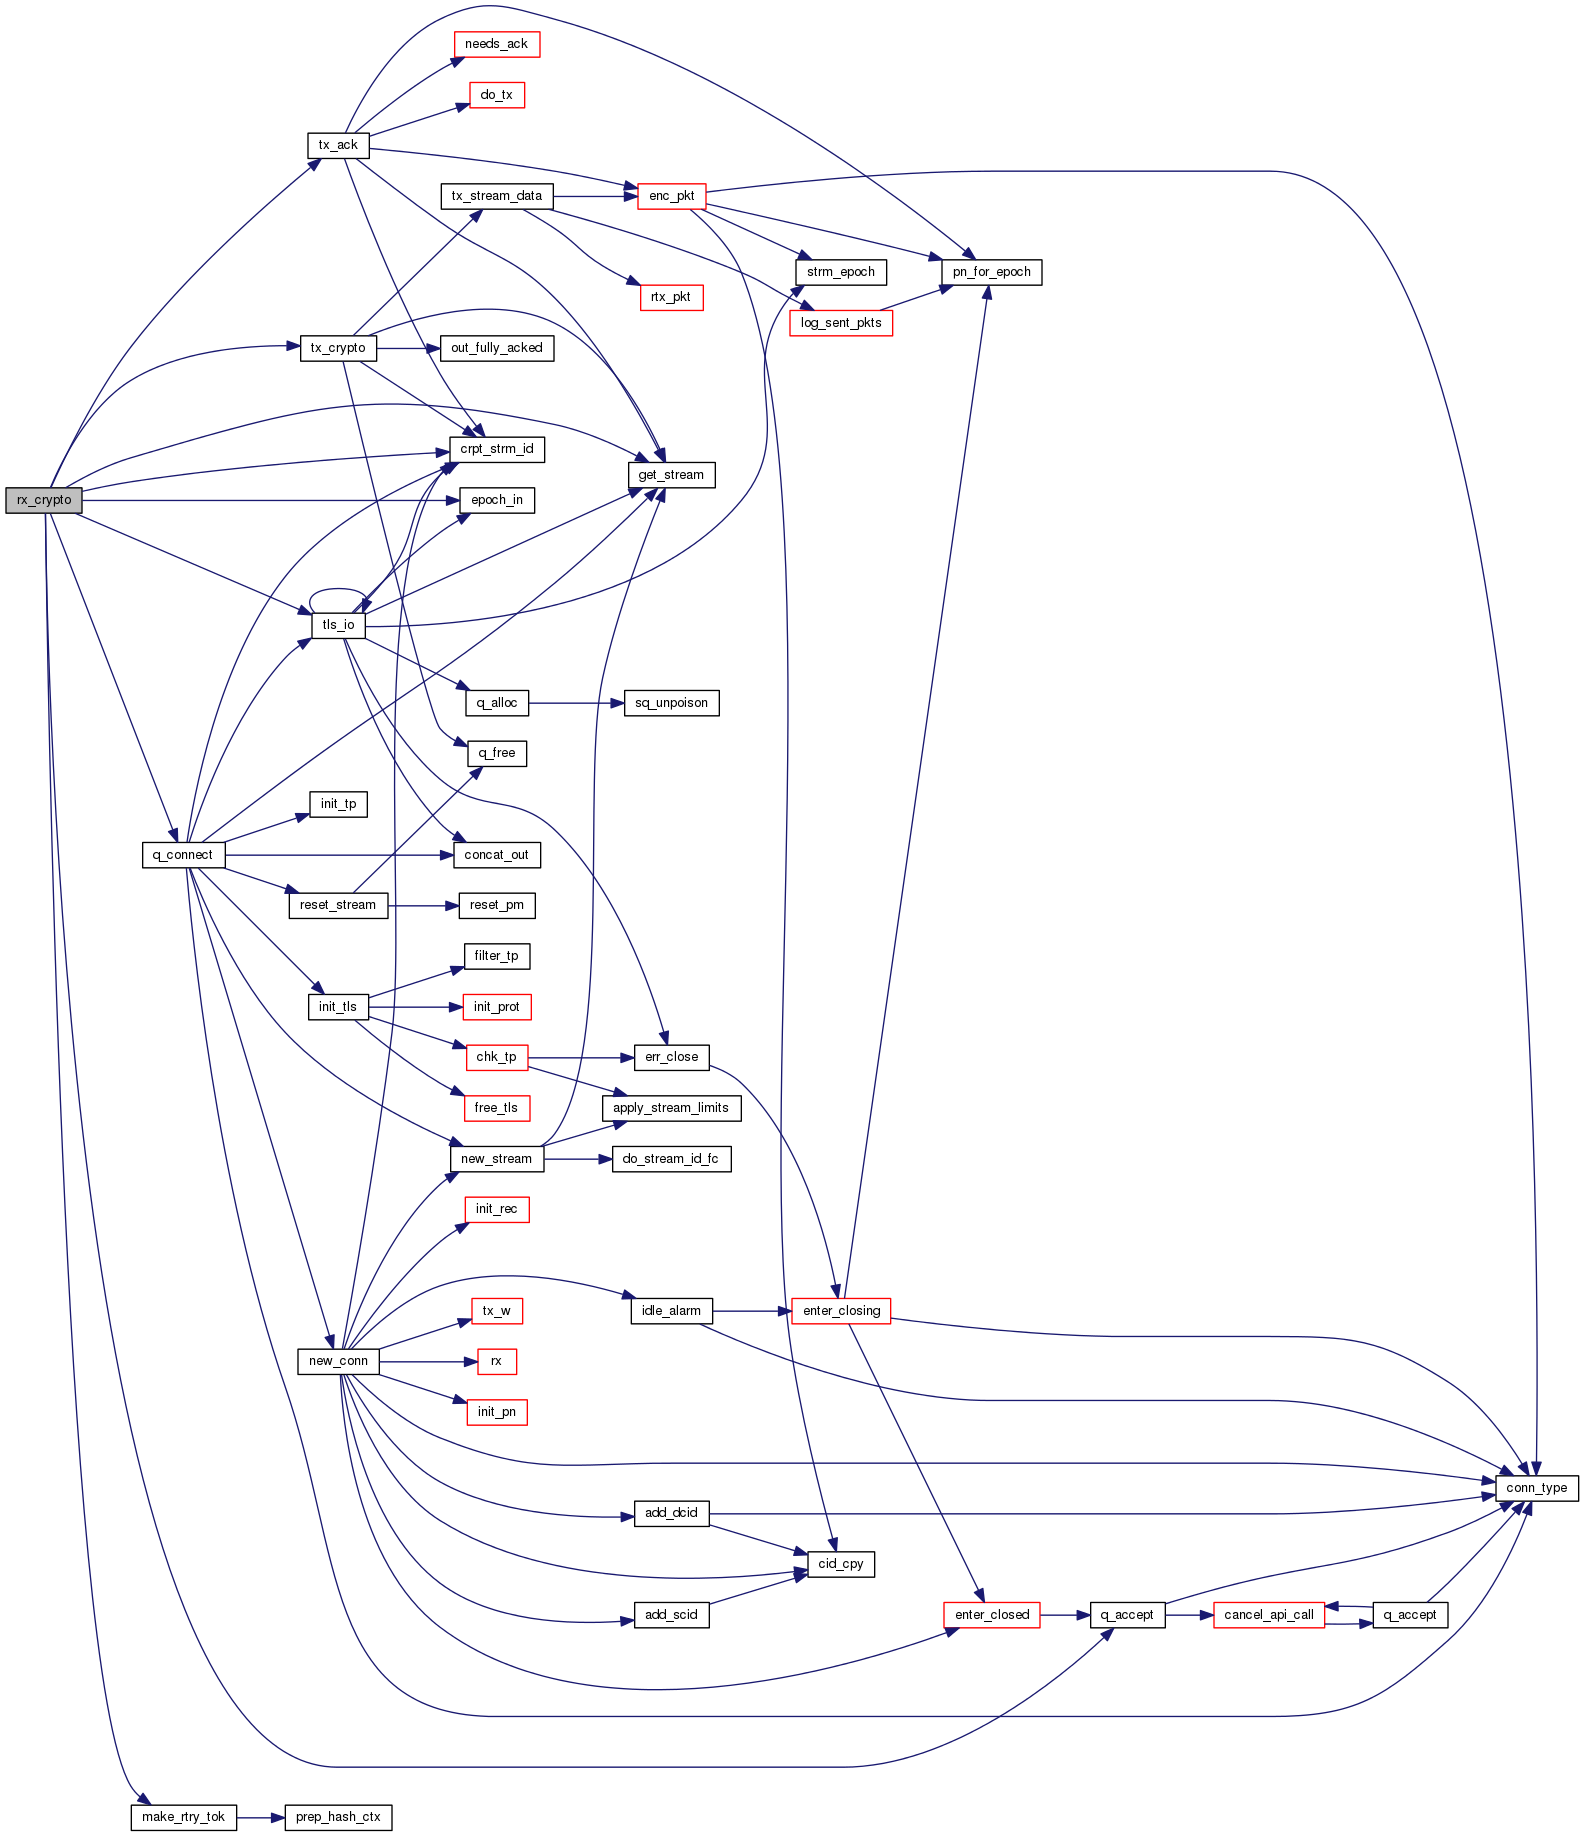 needs_ack
do_tx
tx_ack
tx_stream_data
enc_pkt
strm_epoch
pn_for_epoch
rtx_pkt
log_sent_pkts
tx_crypto
out_fully_acked
crpt_strm_id
get_stream
rx_crypto
epoch_in
tls_io
q_alloc
sq_unpoison
q_free
init_tp
q_connect
concat_out
reset_stream
reset_pm
filter_tp
init_tls
init_prot
chk_tp
err_close
free_tls
apply_stream_limits
new_stream
do_stream_id_fc
init_rec
tx_w
idle_alarm
enter_closing
new_conn
rx
init_pn
conn_type
add_dcid
cid_cpy
add_scid
enter_closed
q_accept
cancel_api_call
q_accept
make_rtry_tok
prep_hash_ctx